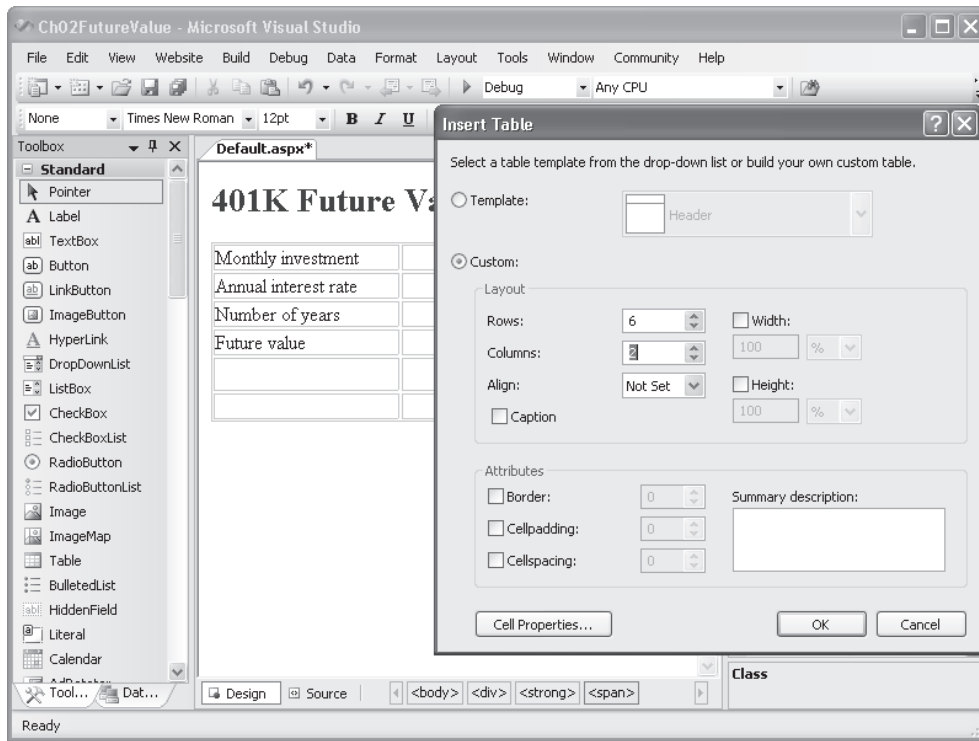 Ch02FutureValue - Microsoft Visual Studio
File Edit View Website Build Debug Data Format Layout Tools Window Community Help
Debug Any CPU
None Times New Roman 12pt B I U
Toolbox
Standard
Pointer
A Label
abl TextBox
ab Button
ab LinkButton
ImageButton
A HyperLink
DropDownList
ListBox
CheckBox
CheckBoxList
RadioButton
RadioButtonList
Image
ImageMap
Table
BulletedList
abl HiddenField
Literal
Calendar
AdRotator
Tool... Dat...
Default.aspx*
401K Future
Monthly investment
Annual interest rate
Number of years
Future value
Design Source <body> <div> <strong> <span>
Insert Table
Select a table template from the drop-down list or build your own custom table.
Template: Header
Custom:
Layout
Rows: 6 Width:
Columns: 2 100 %
Align: Not Set Height:
Caption 100 %
Attributes
Border: 0 Summary description:
Cellpadding: 0
Cellspacing: 0
Cell Properties... OK Cancel
Class
Ready